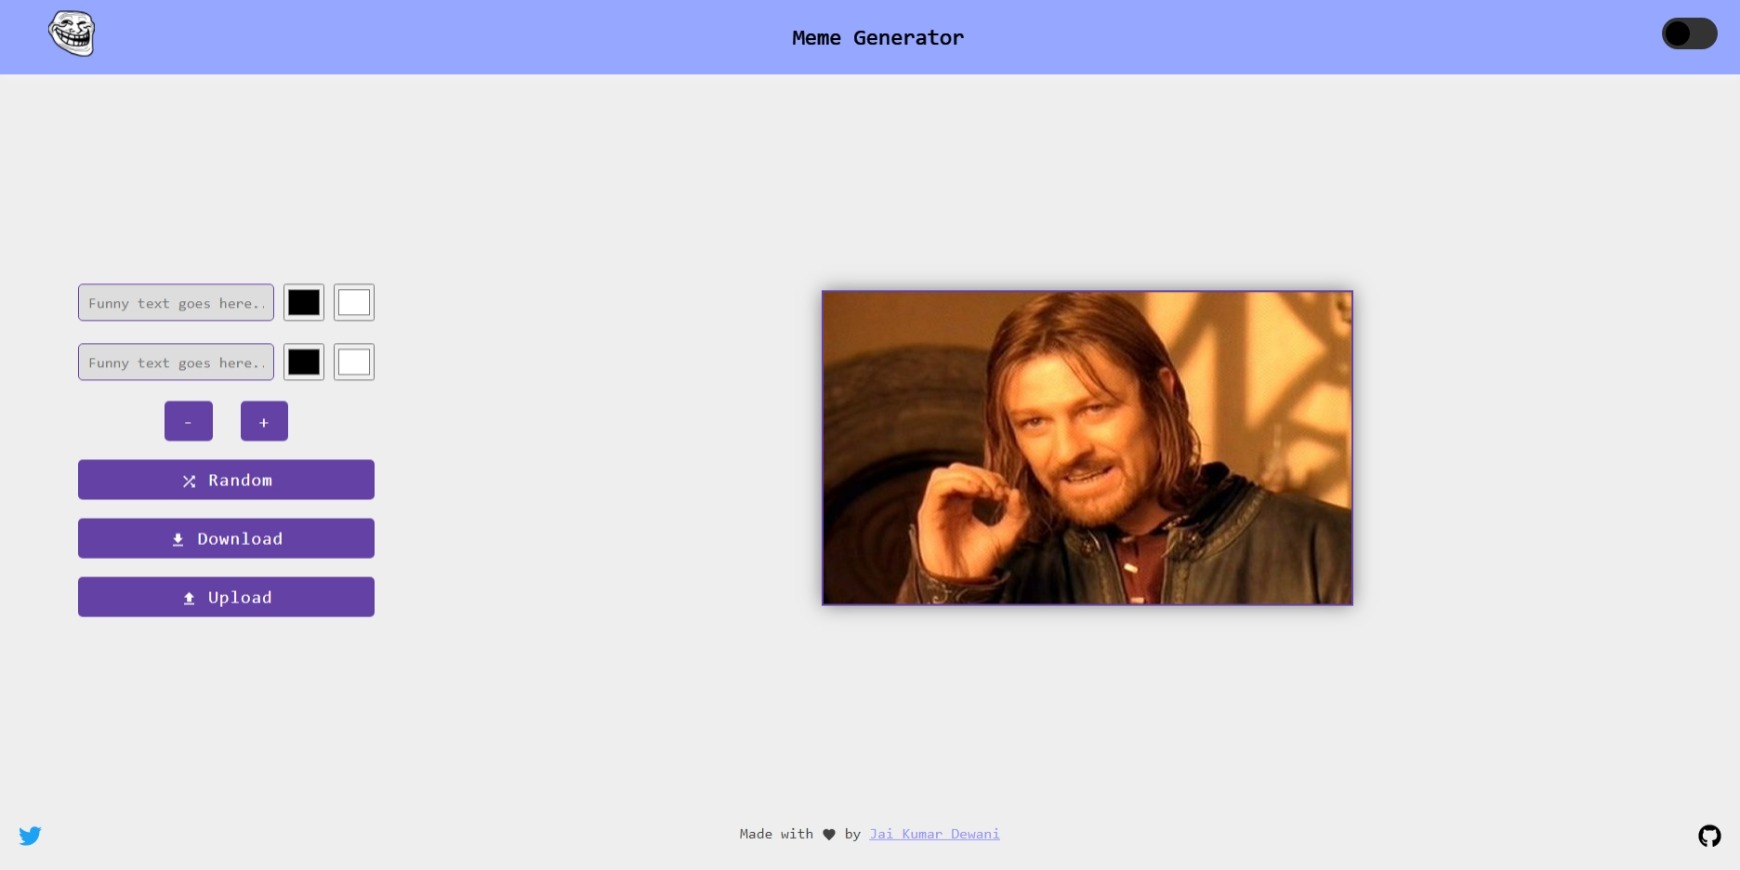 Meme Generator
Funny text goes here..
Funny text goes here..
- +
Random
Download
Upload
Made with ♥ by Jai Kumar Dewani